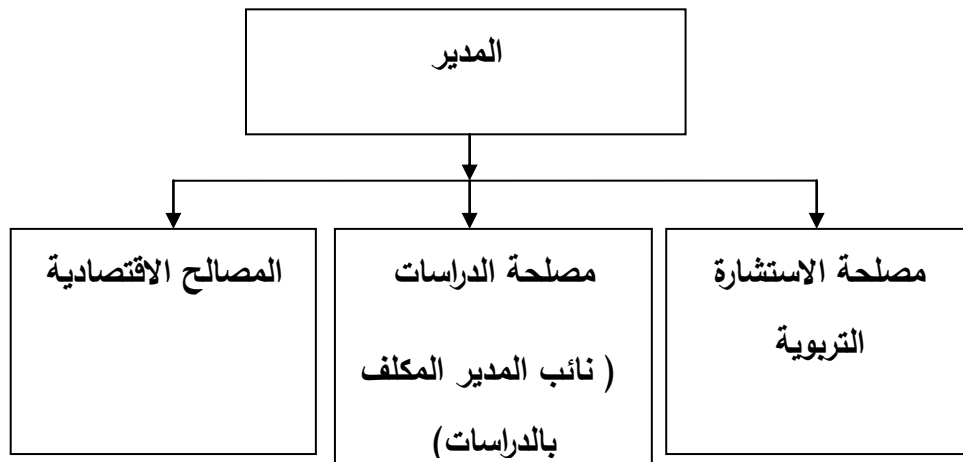 المدير
مصلحة الاستشارة
التربوية
مصلحة الدراسات
( نائب المدير المكلف
بالدراسات)
المصالح الاقتصادية